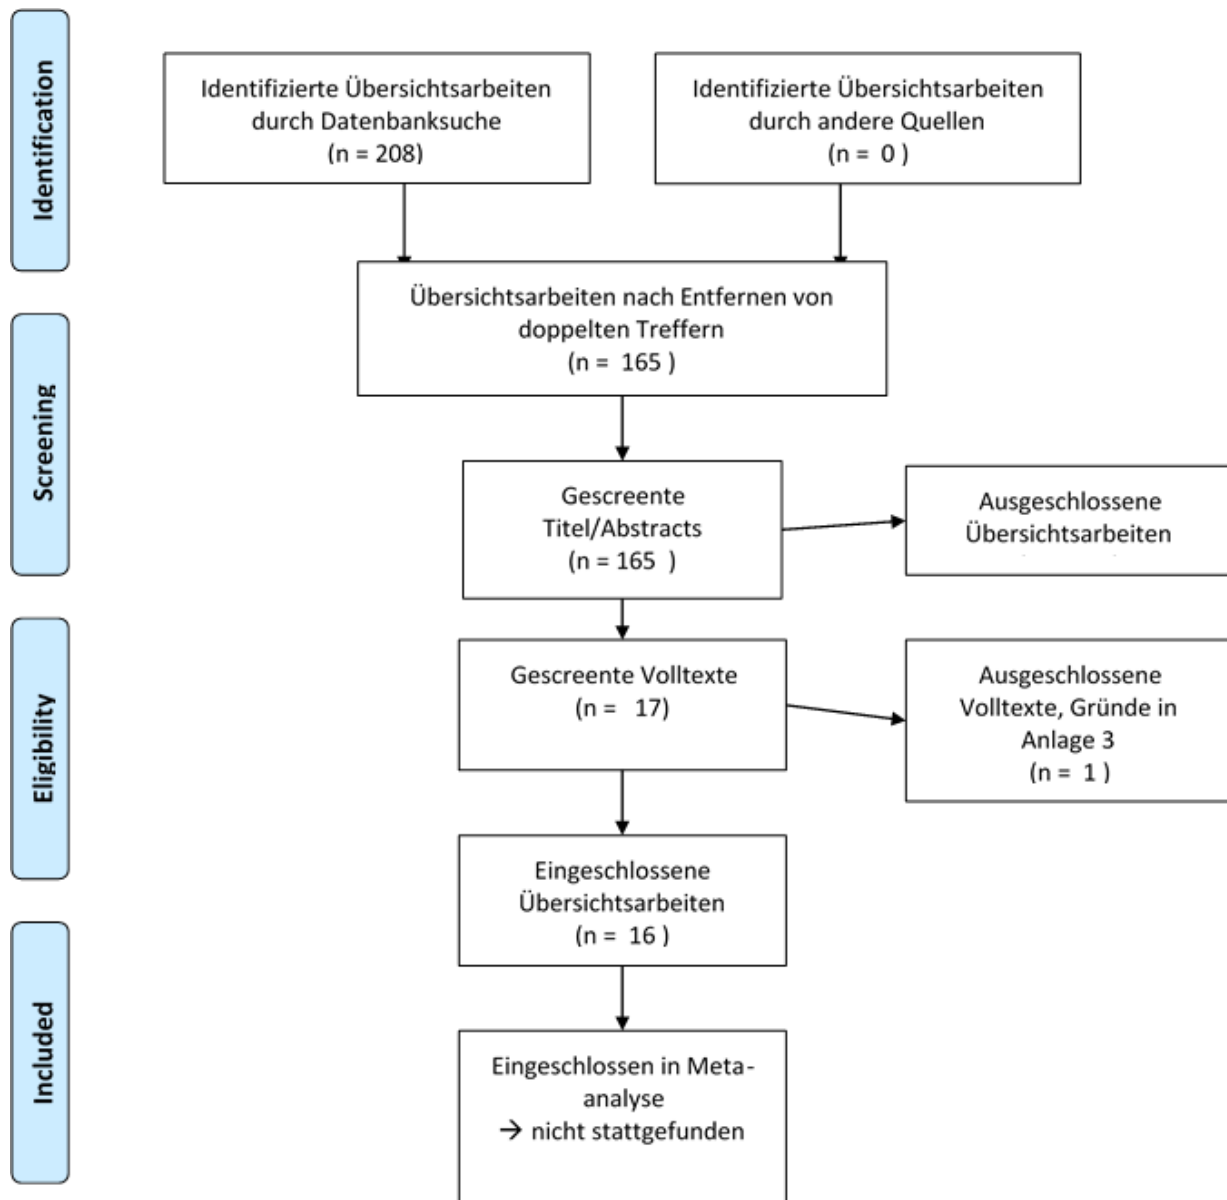 Identification
Identifizierte Übersichtsarbeiten
durch Datenbanksuche
(n = 208)
Identifizierte Übersichtsarbeiten
durch andere Quellen
(n = 0 )
Übersichtsarbeiten nach Entfernen von
doppelten Treffern
(n = 165 )
Screening
Gescreente
Titel/Abstracts
(n = 165 )
Ausgeschlossene
Übersichtsarbeiten
Eligibility
Gescreente Volltexte
(n = 17)
Ausgeschlossene
Volltexte, Gründe in
Anlage 3
(n = 1 )
Eingeschlossene
Übersichtsarbeiten
(n = 16 )
Included
Eingeschlossen in Meta-
analyse
→ nicht stattgefunden